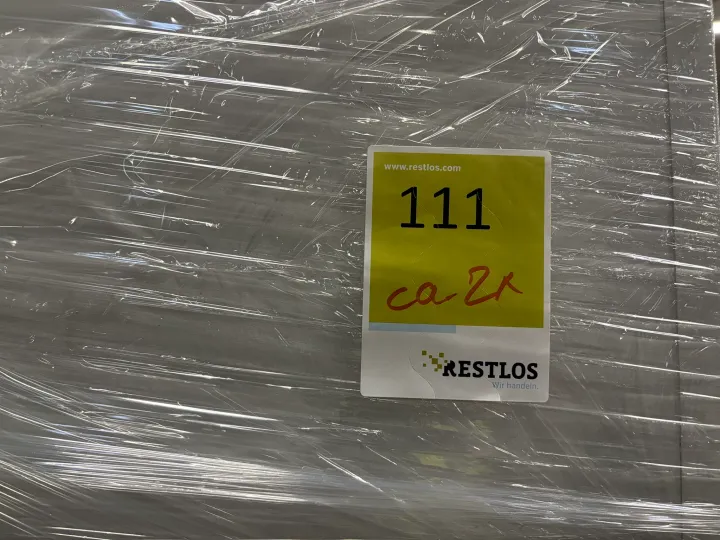 www.restlos.com
111
ca. 2x
RESTLOS
Wir handeln.